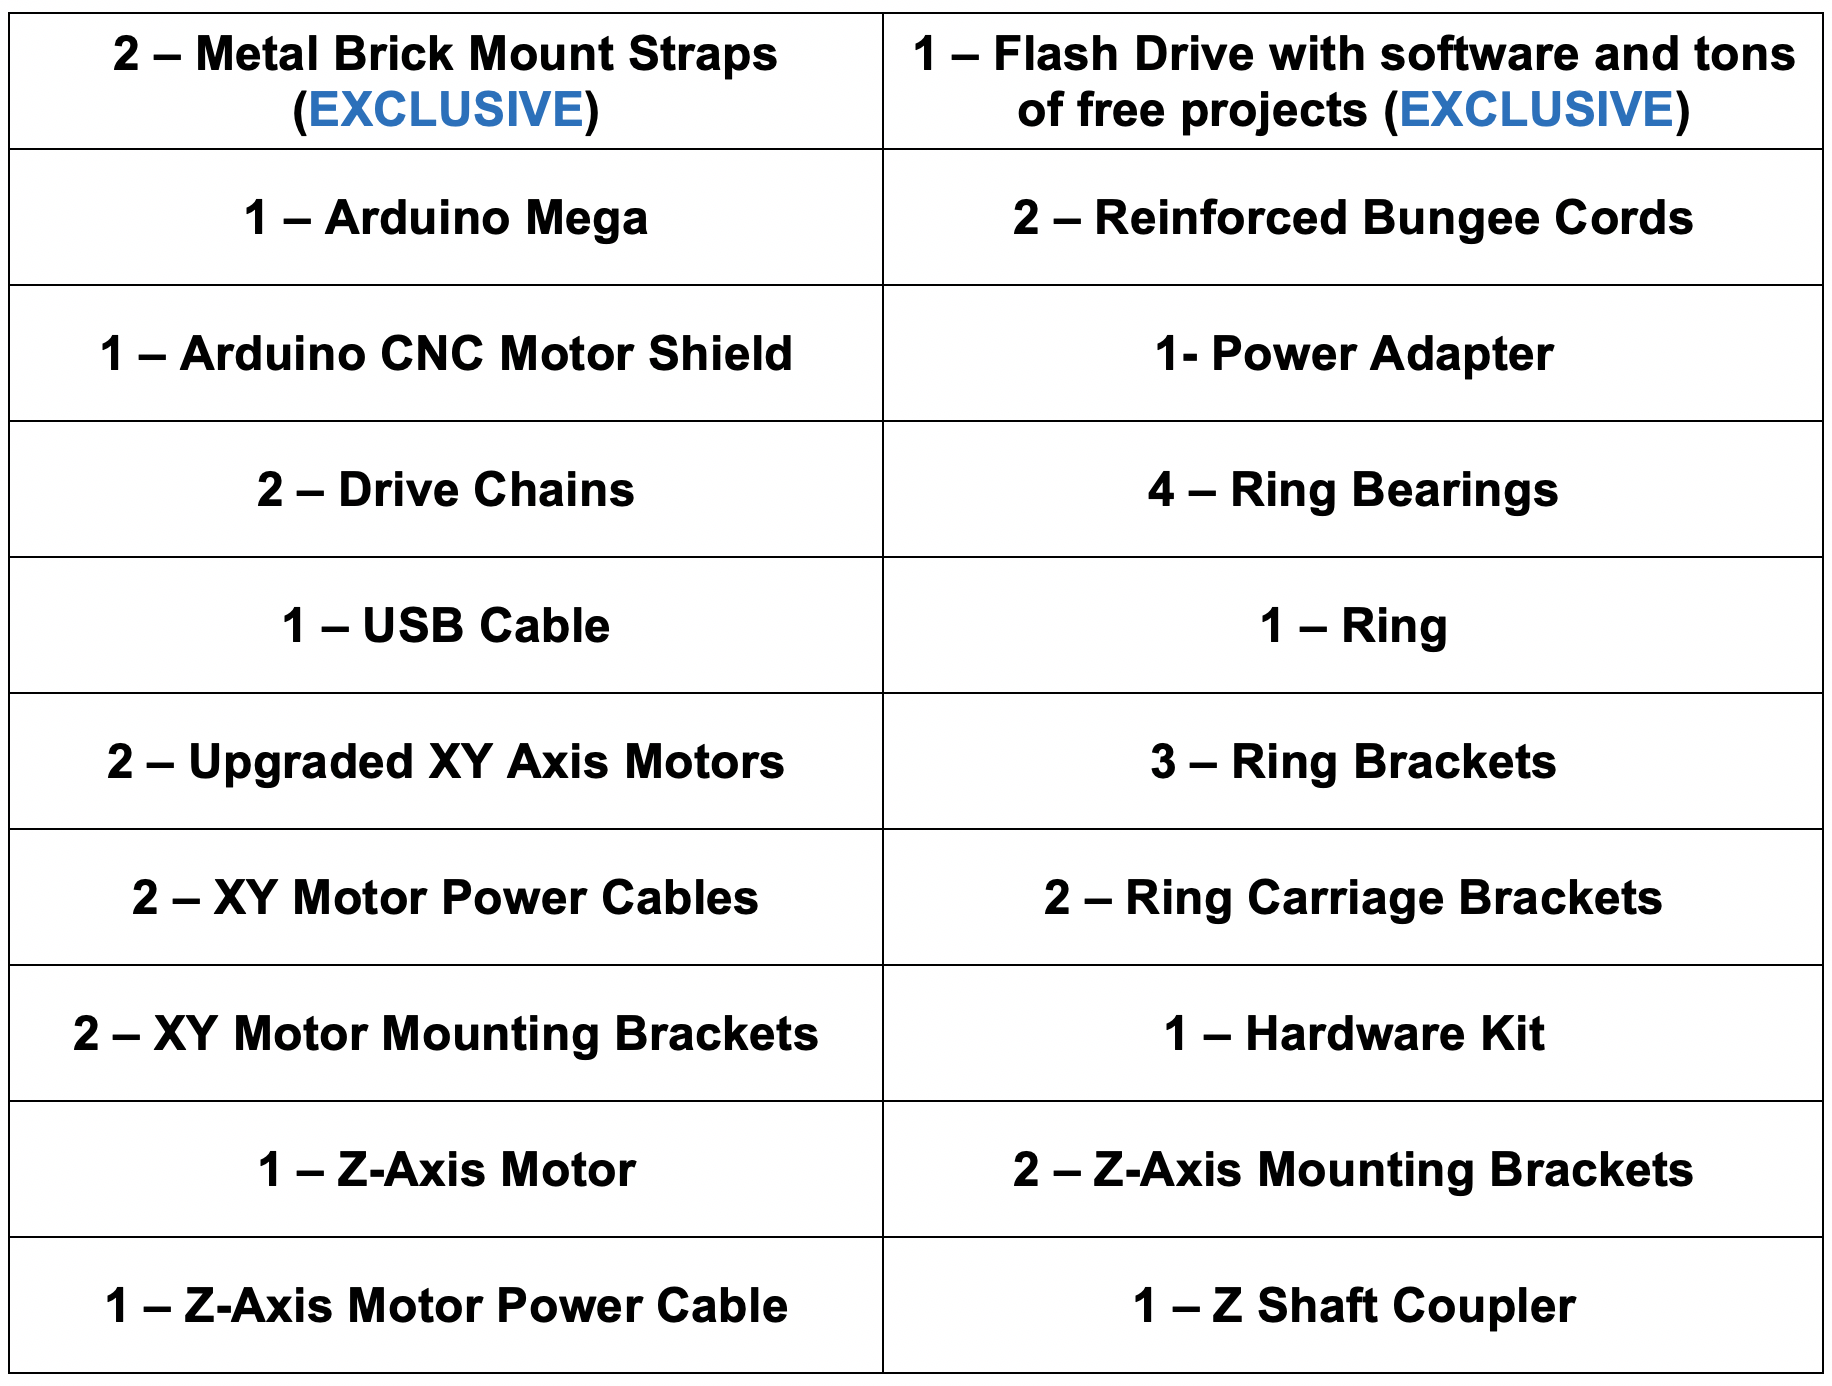 2 – Metal Brick Mount Straps
(EXCLUSIVE)
1 – Flash Drive with software and tons
of free projects (EXCLUSIVE)
1 – Arduino Mega
2 – Reinforced Bungee Cords
1 – Arduino CNC Motor Shield
1- Power Adapter
2 – Drive Chains
4 – Ring Bearings
1 – USB Cable
1 – Ring
2 – Upgraded XY Axis Motors
3 – Ring Brackets
2 – XY Motor Power Cables
2 – Ring Carriage Brackets
2 – XY Motor Mounting Brackets
1 – Hardware Kit
1 – Z-Axis Motor
2 – Z-Axis Mounting Brackets
1 – Z-Axis Motor Power Cable
1 – Z Shaft Coupler